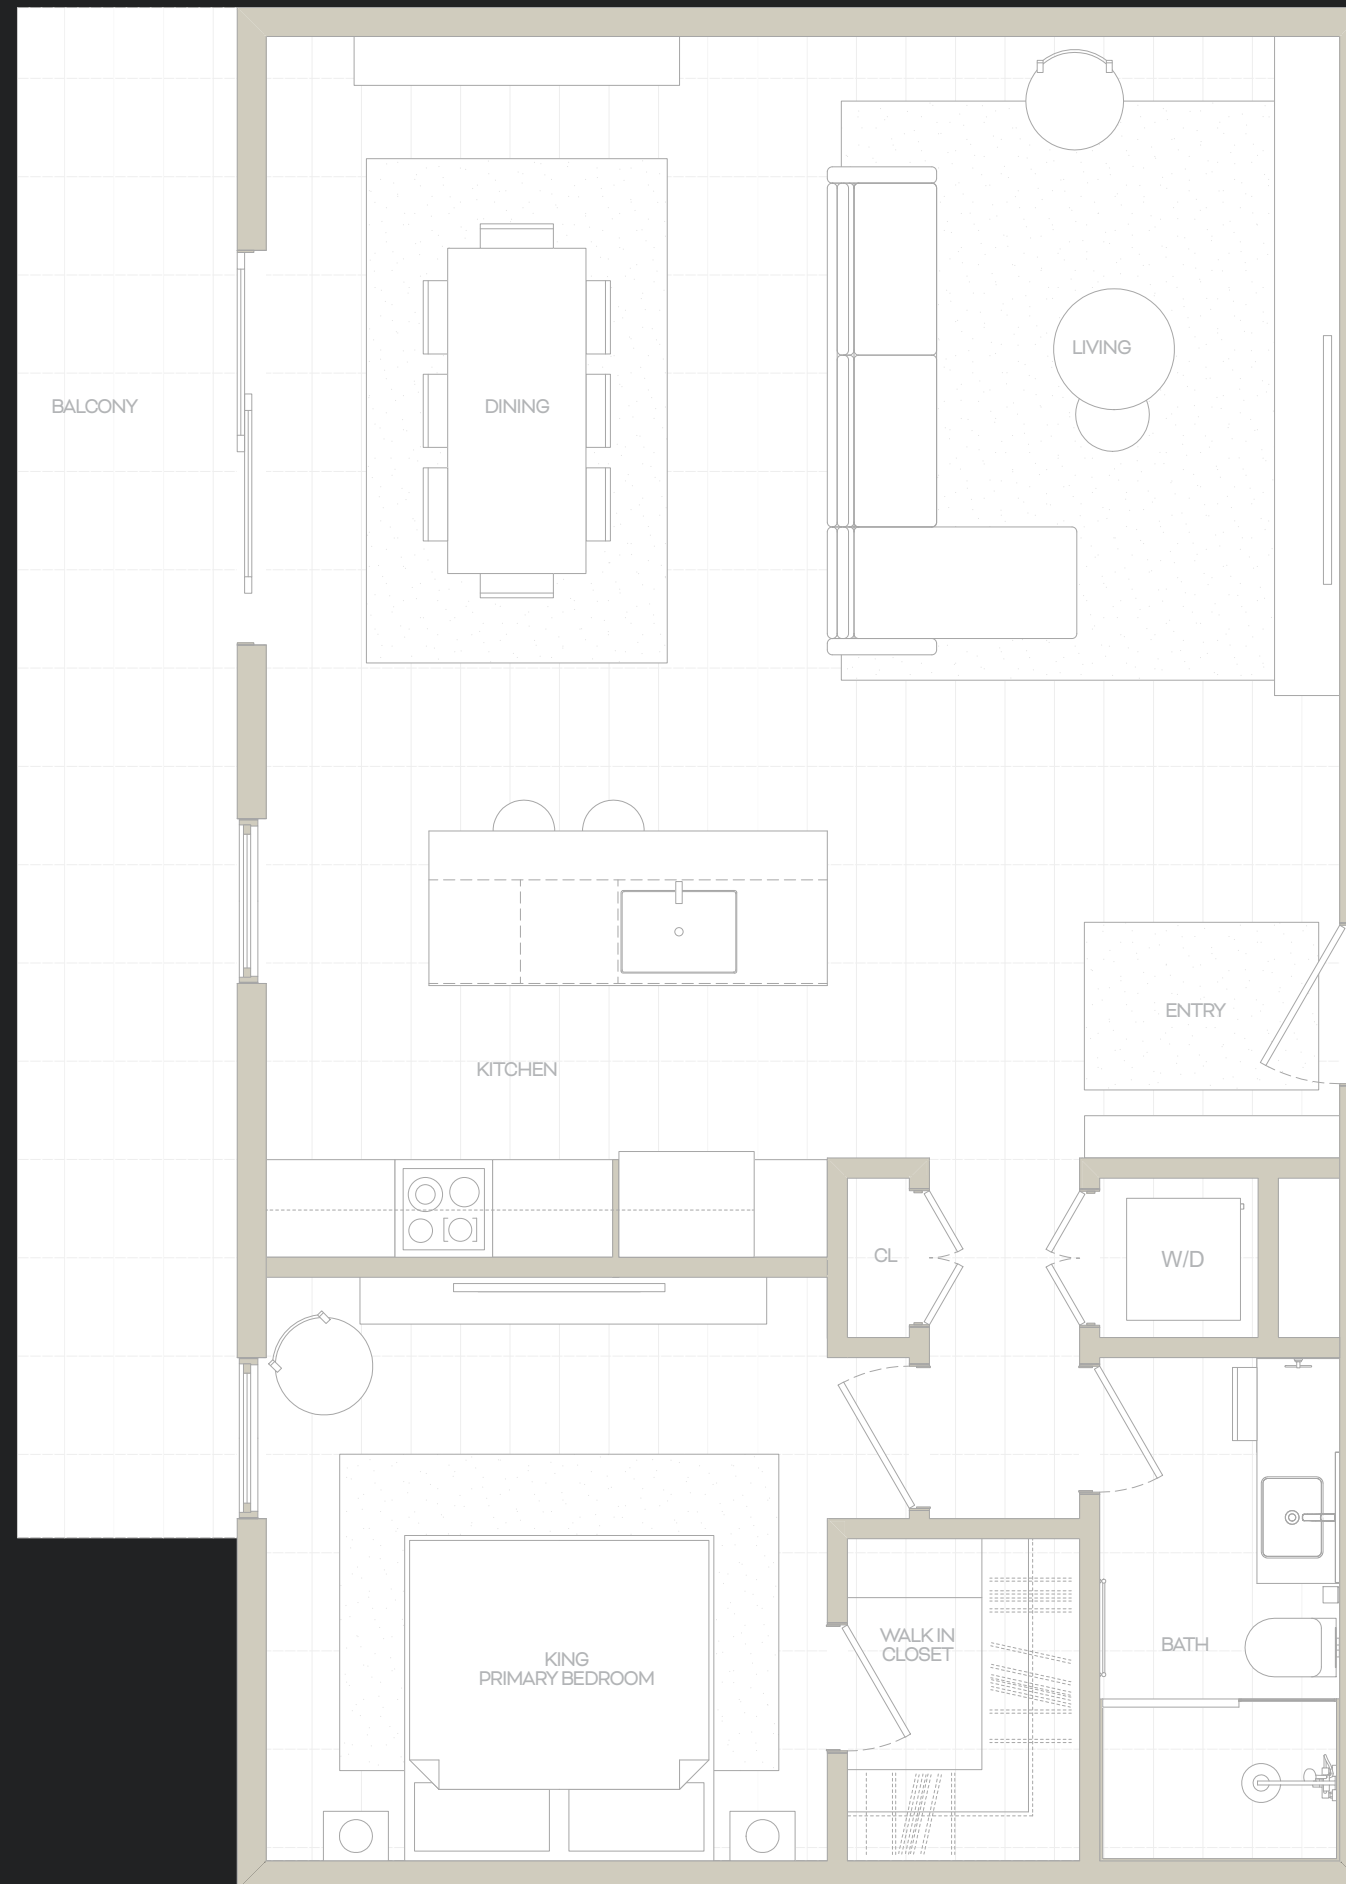 LIVING
BALCONY
DINING
ENTRY
KITCHEN
CL
W/D
WALK IN
CLOSET
BATH
KING
PRIMARY BEDROOM